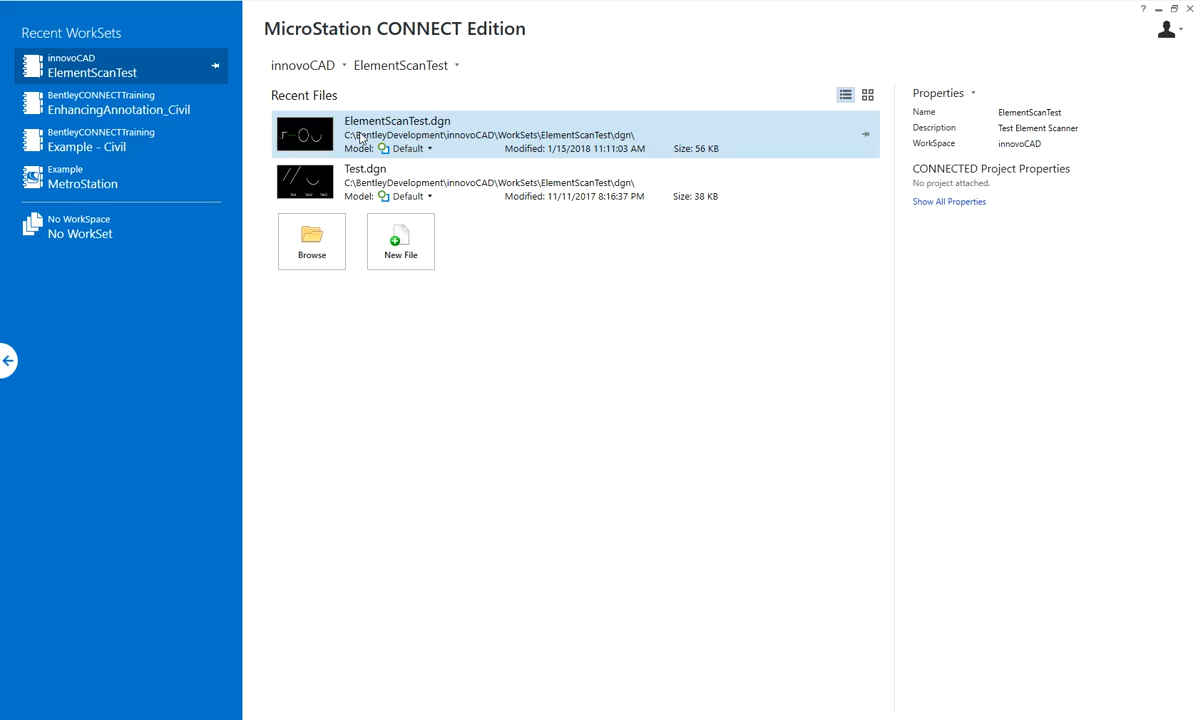 ?
MicroStation CONNECT Edition
Recent WorkSets
innovoCAD
ElementScanTest
BentleyCONNECTTraining
EnhancingAnnotation_Civil
BentleyCONNECTTraining
Example - Civil
Example
MetroStation
No WorkSpace
No WorkSet
innovoCAD ElementScanTest
Recent Files
ElementScanTest.dgn
C:\BentleyDevelopment\innovoCAD\WorkSets\ElementScanTest\dgn\
Model: Default Modified: 1/15/2018 11:11:03 AM Size: 56 KB
Test.dgn
C:\BentleyDevelopment\innovoCAD\WorkSets\ElementScanTest\dgn\
Model: Default Modified: 11/11/2017 8:16:37 PM Size: 38 KB
Browse
New File
Properties
Name ElementScanTest
Description Test Element Scanner
WorkSpace innovoCAD
CONNECTED Project Properties
No project attached.
Show All Properties